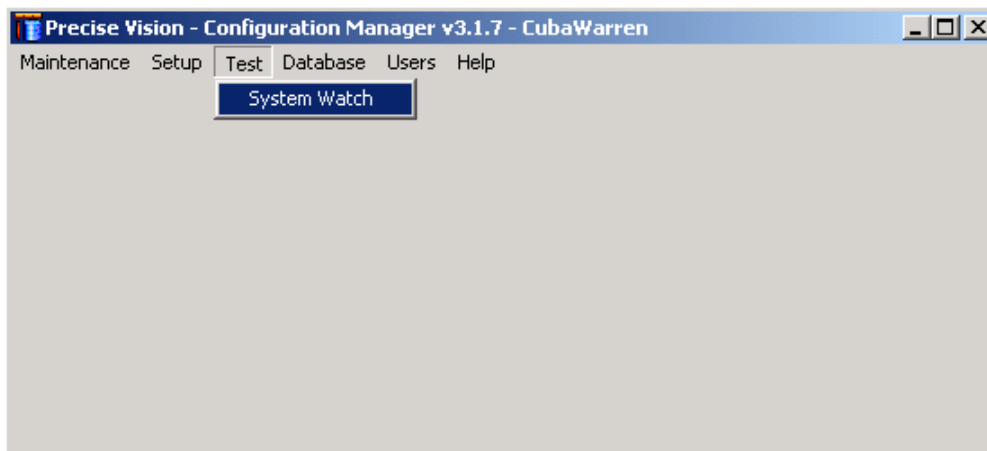 Precise Vision - Configuration Manager v3.1.7 - CubaWarren
Maintenance Setup Test Database Users Help
System Watch